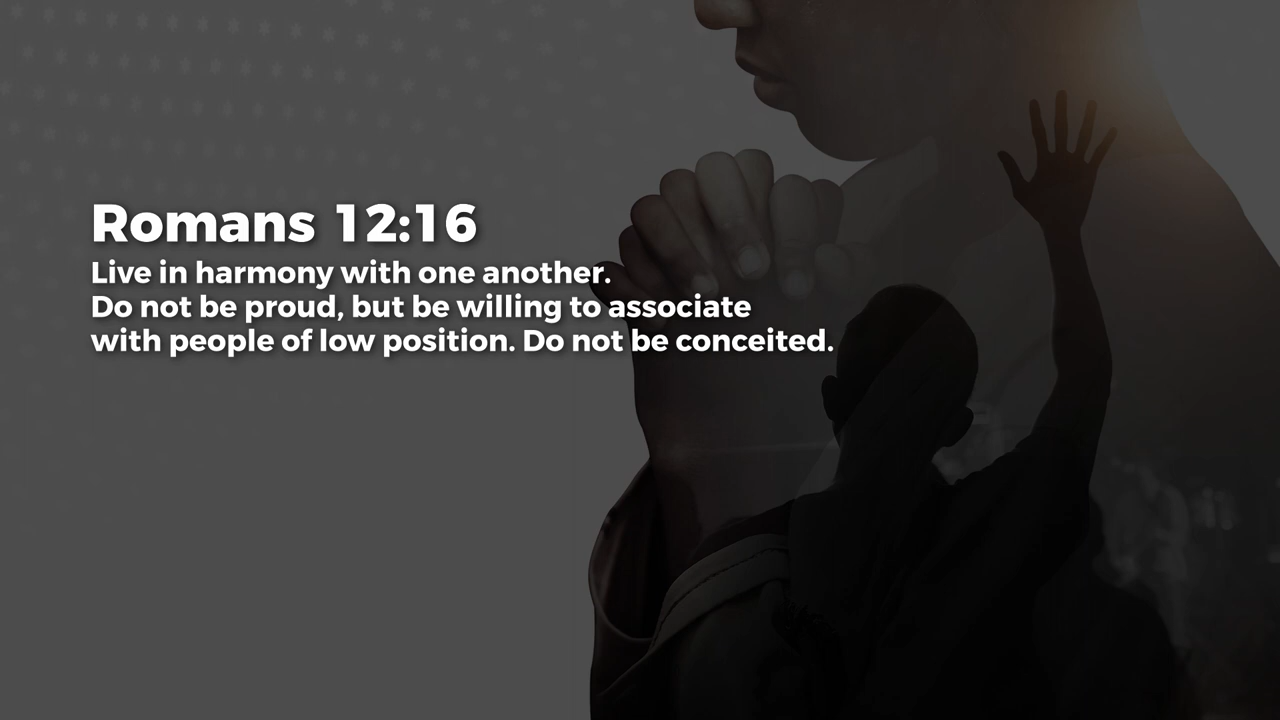 Romans 12:16
Live in harmony with one another.
Do not be proud, but be willing to associate
with people of low position. Do not be conceited.